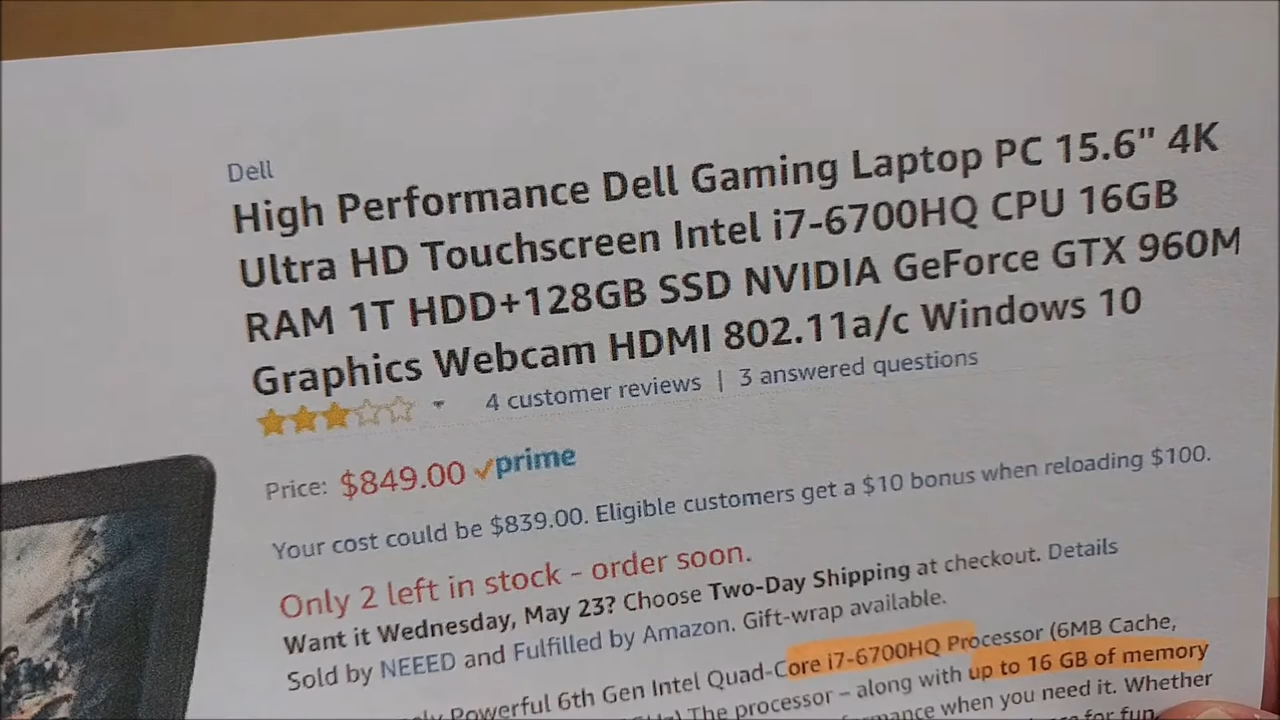 Dell
High Performance Dell Gaming Laptop PC 15.6" 4K
Ultra HD Touchscreen Intel i7-6700HQ CPU 16GB
RAM 1T HDD+128GB SSD NVIDIA GeForce GTX 960M
Graphics Webcam HDMI 802.11a/c Windows 10
4 customer reviews | 3 answered questions
Price: $849.00 prime
Your cost could be $839.00. Eligible customers get a $10 bonus when reloading $100.
Only 2 left in stock - order soon.
Want it Wednesday, May 23? Choose Two-Day Shipping at checkout. Details
Sold by NEEED and Fulfilled by Amazon. Gift-wrap available.
Powerful 6th Gen Intel Quad-Core i7-6700HQ Processor (6MB Cache,
The processor – along with up to 16 GB of memory
when you need it. Whether
for fun